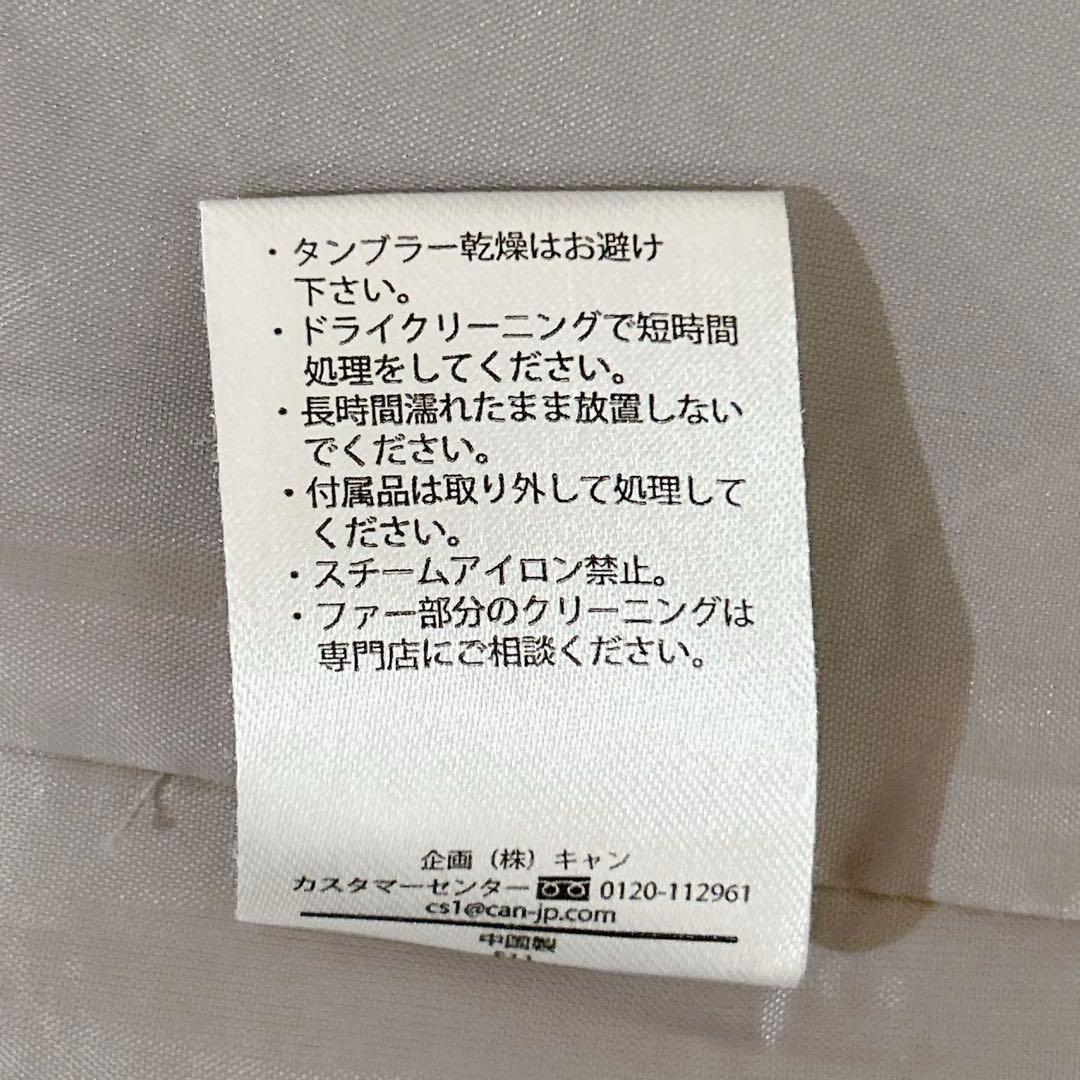 ・タンブラー乾燥はお避け
下さい。
・ドライクリーニングで短時間
処理をしてください。
・長時間濡れたまま放置しない
でください。
・付属品は取り外して処理して
ください。
・スチームアイロン禁止。
・ファー部分のクリーニングは
専門店にご相談ください。
企画（株）キャン
カスタマーセンター 0120-112961
cs1@can-jp.com
中国製